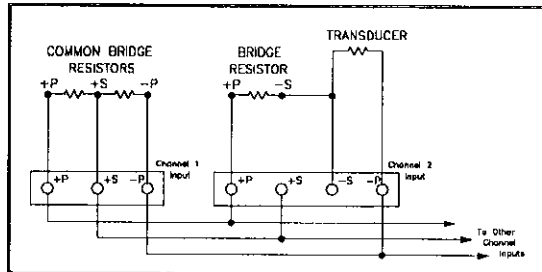 TRANSDUCER
COMMON BRIDGE
RESISTORS
BRIDGE
RESISTOR
+P
+S
-P
+P
-S
Channel 1
Input
+P
+S
-P
Channel 2
Input
+P
+S
-S
-P
To Other
Channel
Inputs